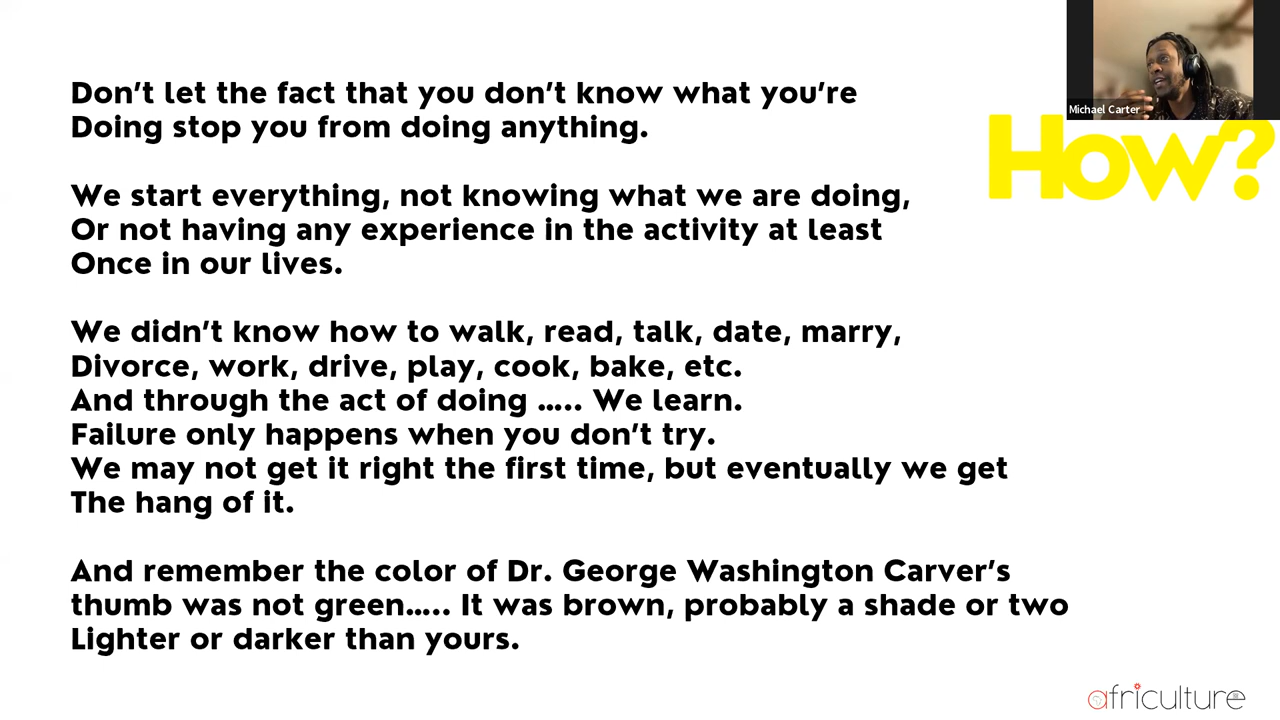 Don't let the fact that you don't know what you're
Doing stop you from doing anything.
We start everything, not knowing what we are doing,
Or not having any experience in the activity at least
Once in our lives.
We didn't know how to walk, read, talk, date, marry,
Divorce, work, drive, play, cook, bake, etc.
And through the act of doing ..... We learn.
Failure only happens when you don't try.
We may not get it right the first time, but eventually we get
The hang of it.
And remember the color of Dr. George Washington Carver's
thumb was not green..... It was brown, probably a shade or two
Lighter or darker than yours.
Michael Carter
How?
africulture